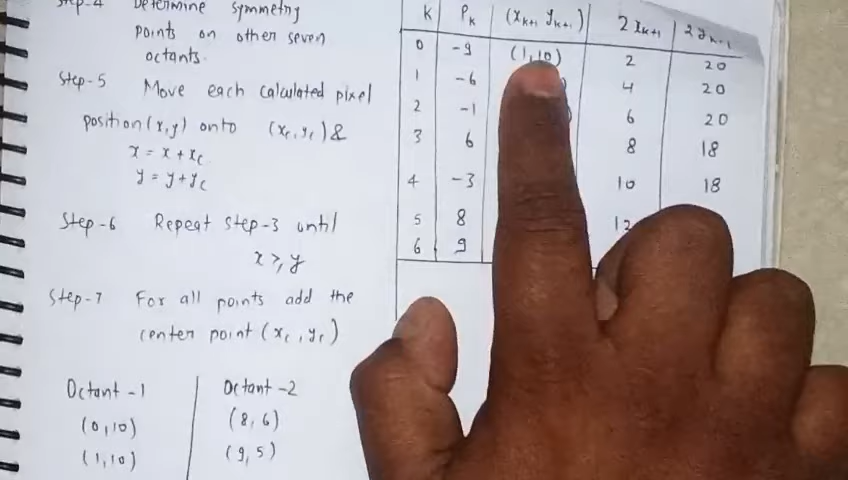 Step-4 Determine symmetry
points on other seven
octants.
Step-5 Move each calculated pixel
position (x,y) onto (xc, yc) &
x = x + xc
y = y + yc
Step-6 Repeat step-3 until
x ≥ y
Step-7 For all points add the
center point (xc, yc)
Octant-1 Octant-2
(0,10) (8,6)
(1,10) (9,5)
K Pk (xk+1 yk+1) 2xk+1
0 -9 (1,10) 2 20
1 -6 4 20
2 -1 6 20
3 6 8 18
4 -3 10 18
5 8 12
6 9